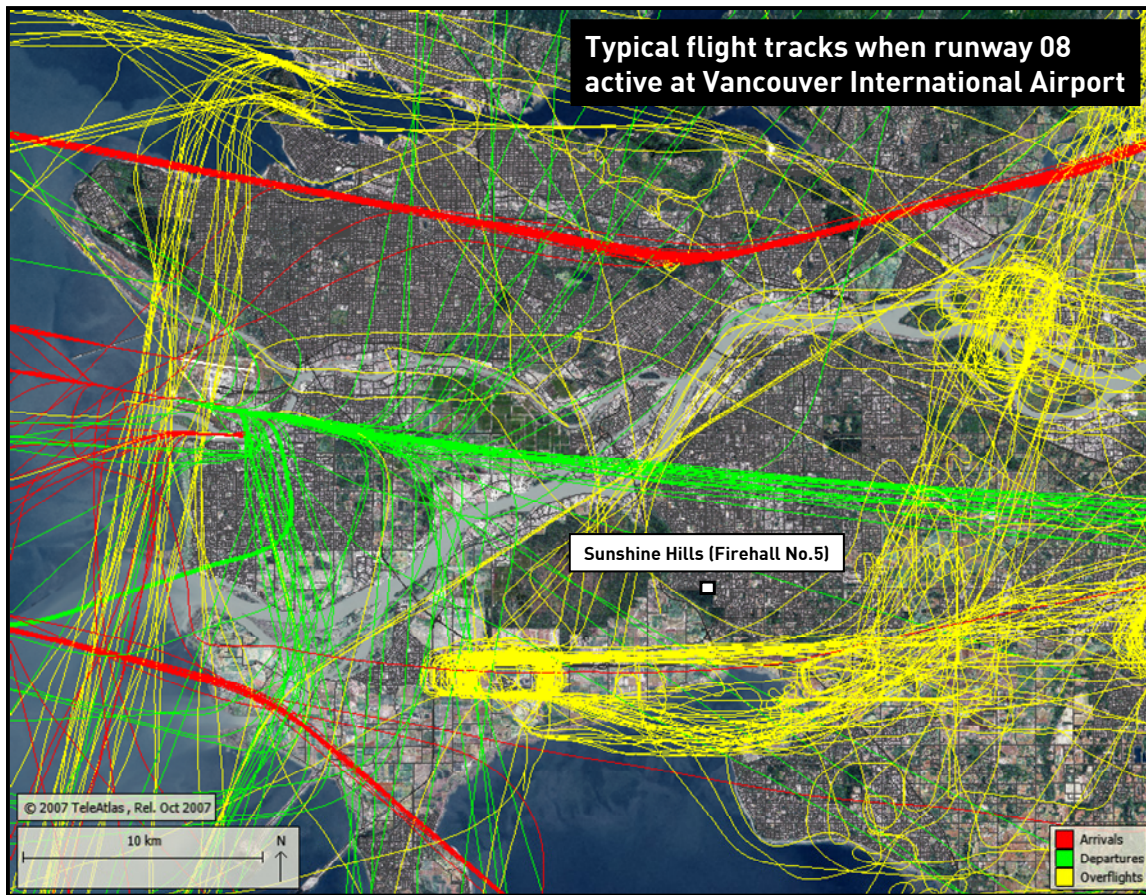 Typical flight tracks when runway 08
active at Vancouver International Airport
Sunshine Hills (Firehall No.5)
© 2007 TeleAtlas , Rel. Oct 2007
10 km
N
Arrivals
Departures
Overflights